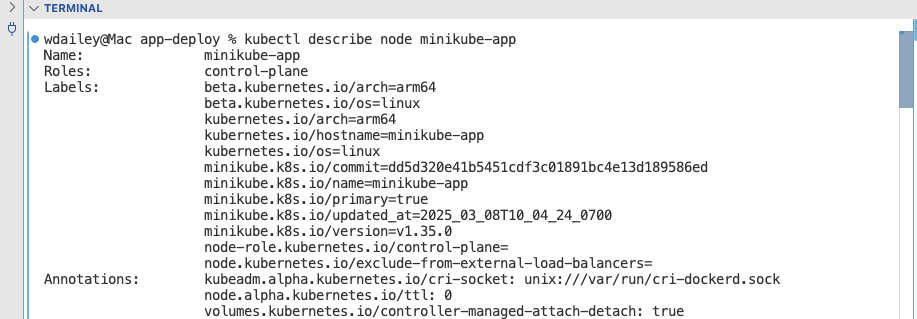 TERMINAL
wdailey@Mac app-deploy % kubectl describe node minikube-app
Name: minikube-app
Roles: control-plane
Labels: beta.kubernetes.io/arch=arm64
beta.kubernetes.io/os=linux
kubernetes.io/arch=arm64
kubernetes.io/hostname=minikube-app
kubernetes.io/os=linux
minikube.k8s.io/commit=dd5d320e41b5451cdf3c01891bc4e13d189586ed
minikube.k8s.io/name=minikube-app
minikube.k8s.io/primary=true
minikube.k8s.io/updated_at=2025_03_08T10_04_24_0700
minikube.k8s.io/version=v1.35.0
node-role.kubernetes.io/control-plane=
node.kubernetes.io/exclude-from-external-load-balancers=
Annotations: kubeadm.alpha.kubernetes.io/cri-socket: unix:///var/run/cri-dockerd.sock
node.alpha.kubernetes.io/ttl: 0
volumes.kubernetes.io/controller-managed-attach-detach: true